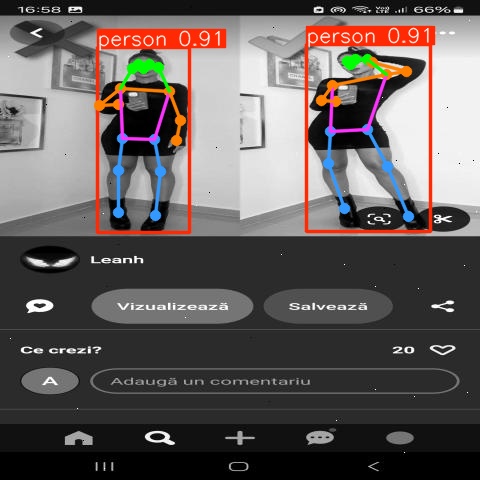 16:58
66%
person 0.91
person 0.91
Leanh
Vizualizează
Salvează
Ce crezi?
20
A
Adaugă un comentariu